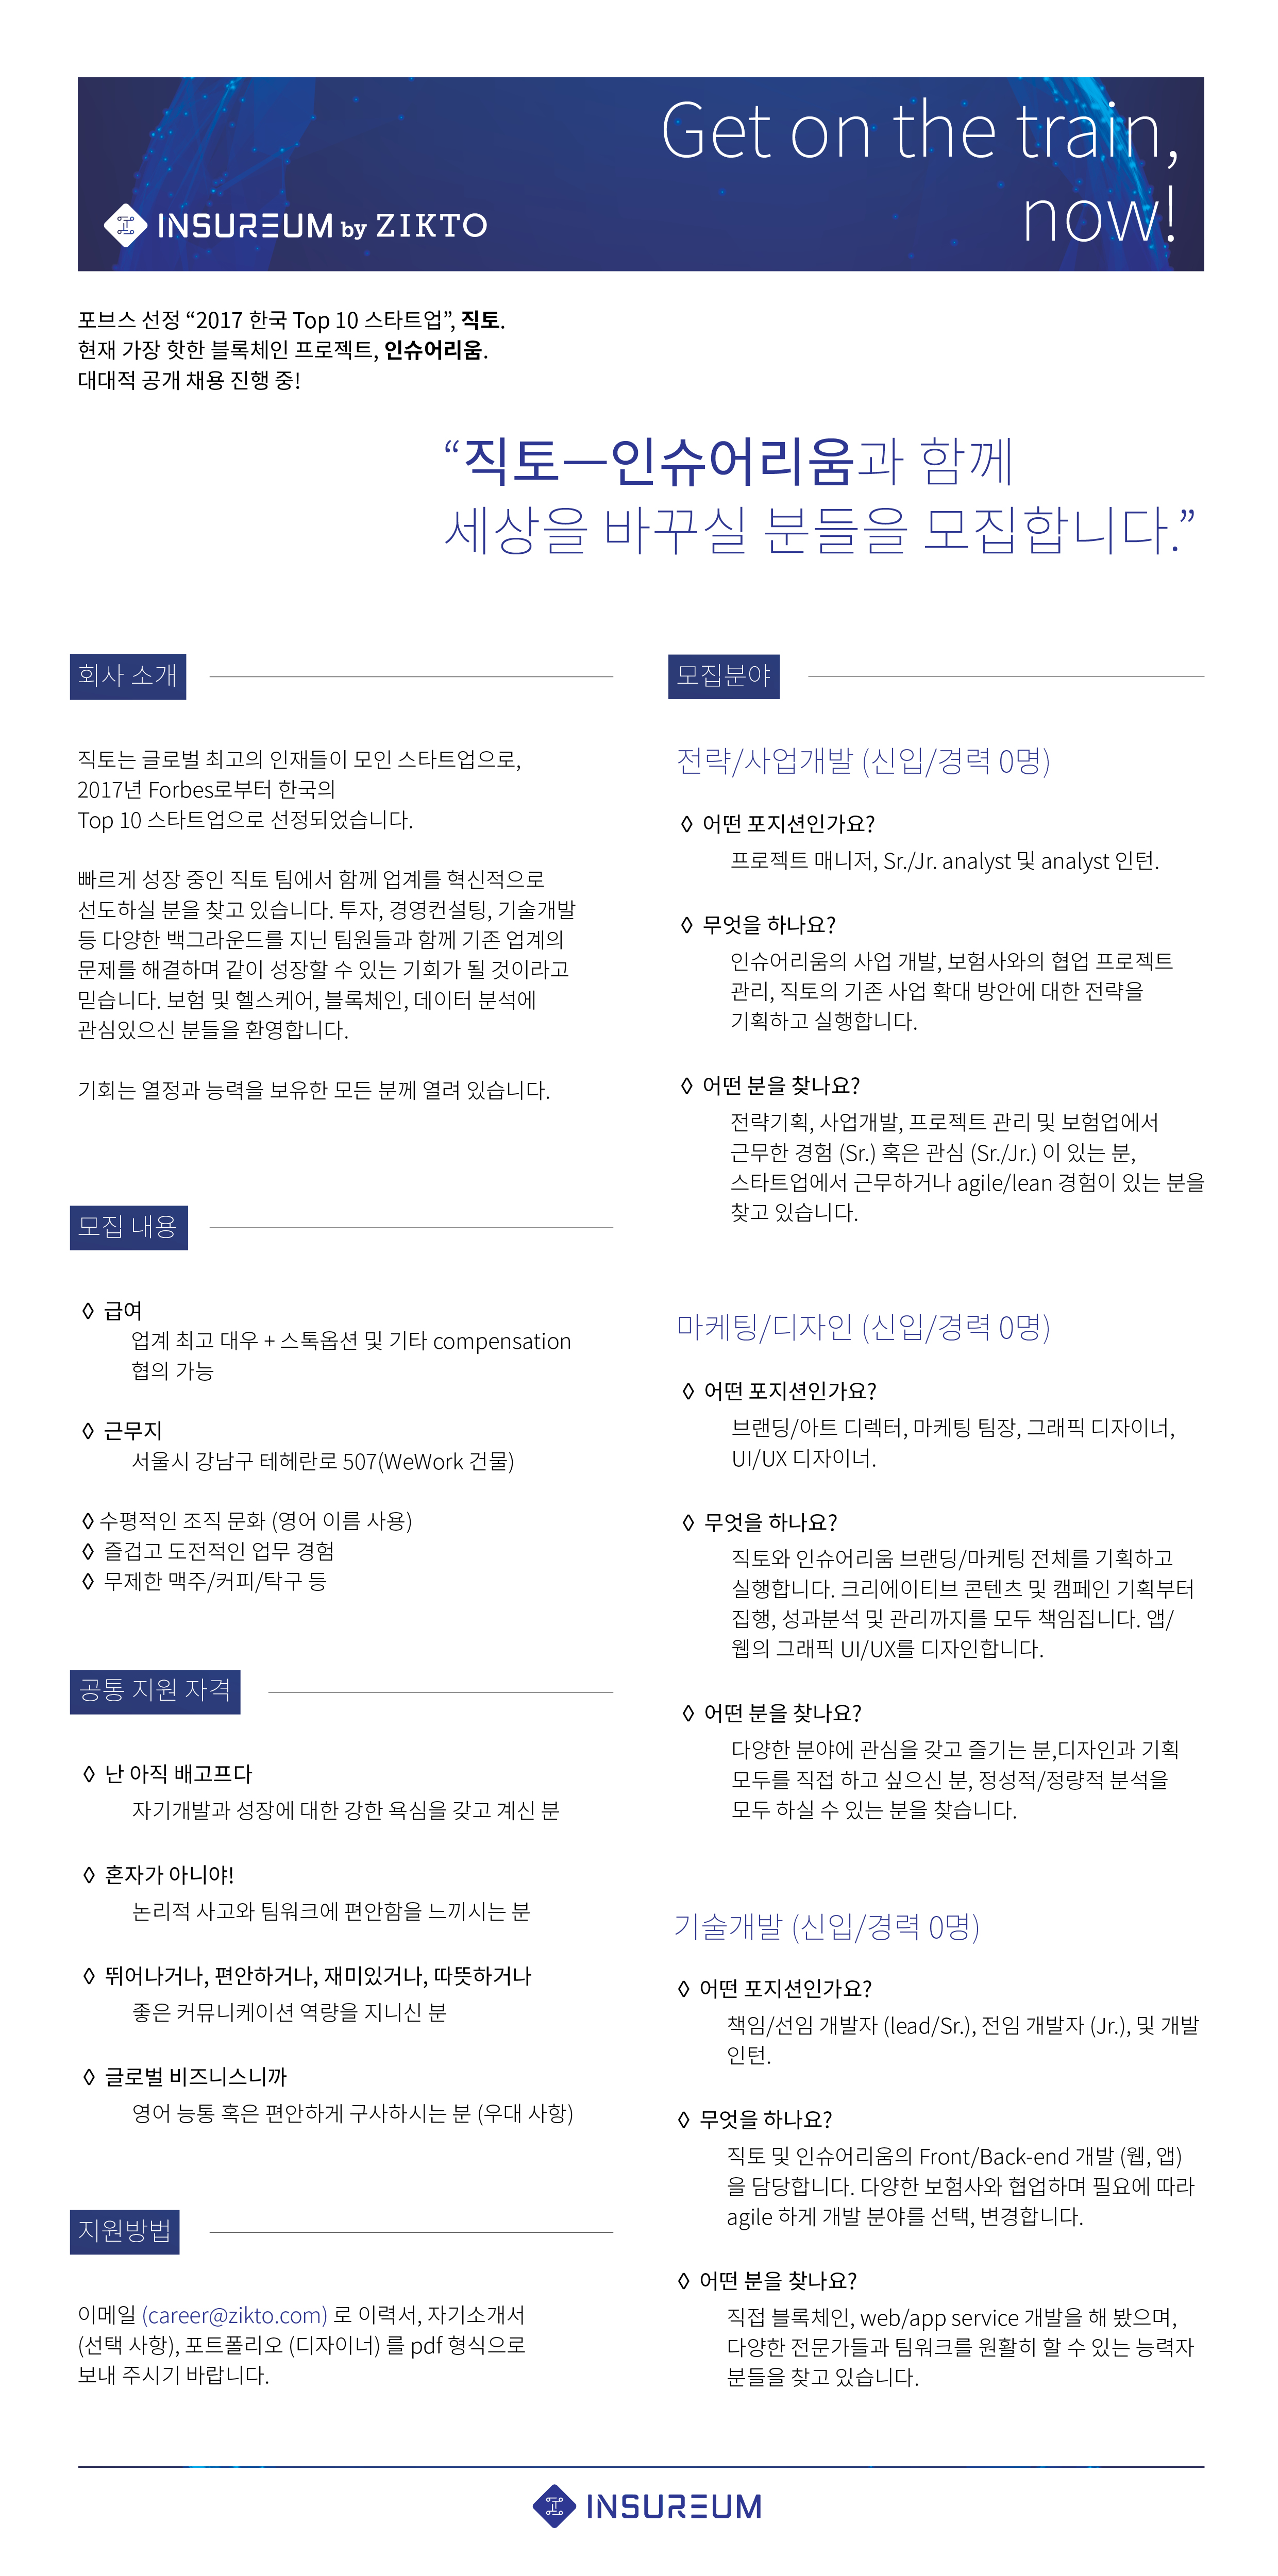 Get on the train,
now!
INSUREUM by ZIKTO
포브스 선정 “2017 한국 Top 10 스타트업”, 직토.
현재 가장 핫한 블록체인 프로젝트, 인슈어리움.
대대적 공개 채용 진행 중!
“직토—인슈어리움과 함께
세상을 바꾸실 분들을 모집합니다.”
회사 소개
직토는 글로벌 최고의 인재들이 모인 스타트업으로,
2017년 Forbes로부터 한국의
Top 10 스타트업으로 선정되었습니다.
빠르게 성장 중인 직토 팀에서 함께 업계를 혁신적으로
선도하실 분을 찾고 있습니다. 투자, 경영컨설팅, 기술개발
등 다양한 백그라운드를 지닌 팀원들과 함께 기존 업계의
문제를 해결하며 같이 성장할 수 있는 기회가 될 것이라고
믿습니다. 보험 및 헬스케어, 블록체인, 데이터 분석에
관심있으신 분들을 환영합니다.
기회는 열정과 능력을 보유한 모든 분께 열려 있습니다.
모집 내용
◊ 급여
업계 최고 대우 + 스톡옵션 및 기타 compensation
협의 가능
◊ 근무지
서울시 강남구 테헤란로 507(WeWork 건물)
◊ 수평적인 조직 문화 (영어 이름 사용)
◊ 즐겁고 도전적인 업무 경험
◊ 무제한 맥주/커피/탁구 등
공통 지원 자격
◊ 난 아직 배고프다
자기개발과 성장에 대한 강한 욕심을 갖고 계신 분
◊ 혼자가 아니야!
논리적 사고와 팀워크에 편안함을 느끼시는 분
◊ 뛰어나거나, 편안하거나, 재미있거나, 따뜻하거나
좋은 커뮤니케이션 역량을 지니신 분
◊ 글로벌 비즈니스니까
영어 능통 혹은 편안하게 구사하시는 분 (우대 사항)
지원방법
이메일 (career@zikto.com) 로 이력서, 자기소개서
(선택 사항), 포트폴리오 (디자이너) 를 pdf 형식으로
보내 주시기 바랍니다.
모집분야
전략/사업개발 (신입/경력 0명)
◊ 어떤 포지션인가요?
프로젝트 매니저, Sr./Jr. analyst 및 analyst 인턴.
◊ 무엇을 하나요?
인슈어리움의 사업 개발, 보험사와의 협업 프로젝트
관리, 직토의 기존 사업 확대 방안에 대한 전략을
기획하고 실행합니다.
◊ 어떤 분을 찾나요?
전략기획, 사업개발, 프로젝트 관리 및 보험업에서
근무한 경험 (Sr.) 혹은 관심 (Sr./Jr.) 이 있는 분,
스타트업에서 근무하거나 agile/lean 경험이 있는 분을
찾고 있습니다.
마케팅/디자인 (신입/경력 0명)
◊ 어떤 포지션인가요?
브랜딩/아트 디렉터, 마케팅 팀장, 그래픽 디자이너,
UI/UX 디자이너.
◊ 무엇을 하나요?
직토와 인슈어리움 브랜딩/마케팅 전체를 기획하고
실행합니다. 크리에이티브 콘텐츠 및 캠페인 기획부터
집행, 성과분석 및 관리까지를 모두 책임집니다. 앱/
웹의 그래픽 UI/UX를 디자인합니다.
◊ 어떤 분을 찾나요?
다양한 분야에 관심을 갖고 즐기는 분,디자인과 기획
모두를 직접 하고 싶으신 분, 정성적/정량적 분석을
모두 하실 수 있는 분을 찾습니다.
기술개발 (신입/경력 0명)
◊ 어떤 포지션인가요?
책임/선임 개발자 (lead/Sr.), 전임 개발자 (Jr.), 및 개발
인턴.
◊ 무엇을 하나요?
직토 및 인슈어리움의 Front/Back-end 개발 (웹, 앱)
을 담당합니다. 다양한 보험사와 협업하며 필요에 따라
agile 하게 개발 분야를 선택, 변경합니다.
◊ 어떤 분을 찾나요?
직접 블록체인, web/app service 개발을 해 봤으며,
다양한 전문가들과 팀워크를 원활히 할 수 있는 능력자
분들을 찾고 있습니다.
INSUREUM